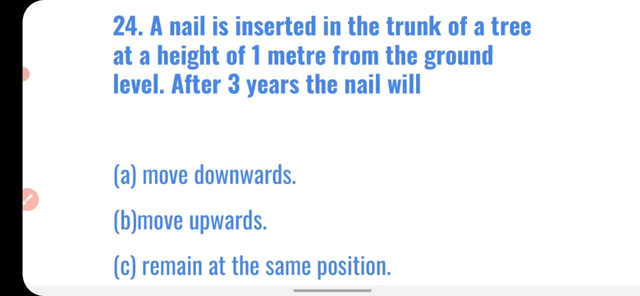 24. A nail is inserted in the trunk of a tree
at a height of 1 metre from the ground
level. After 3 years the nail will
(a) move downwards.
(b)move upwards.
(c) remain at the same position.